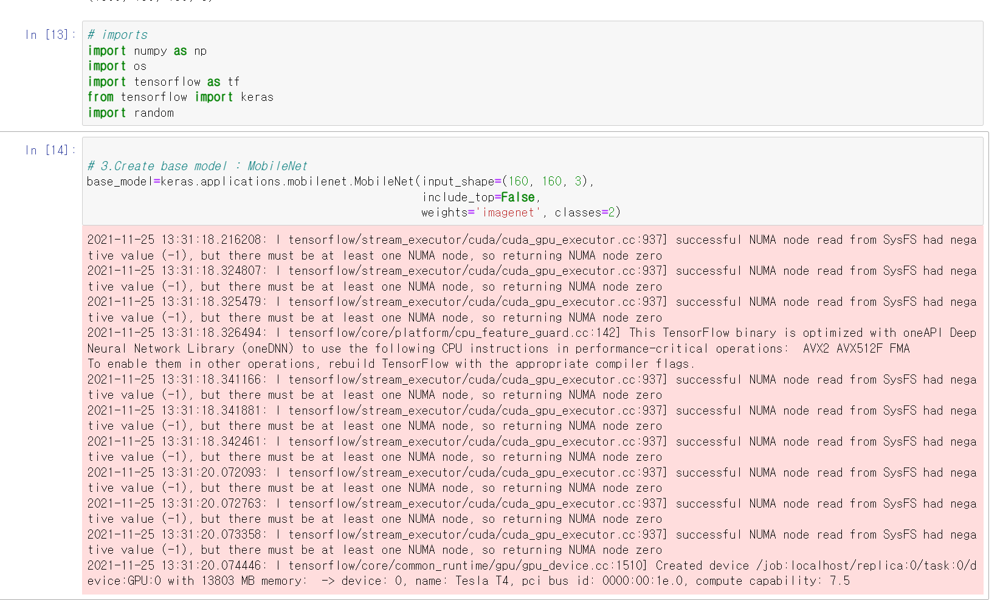 In [13]:
# imports
import numpy as np
import os
import tensorflow as tf
from tensorflow import keras
import random
In [14]:
# 3.Create base model : MobileNet
base_model=keras.applications.mobilenet.MobileNet(input_shape=(160, 160, 3),
include_top=False,
weights='imagenet', classes=2)
2021-11-25 13:31:18.216208: I tensorflow/stream_executor/cuda/cuda_gpu_executor.cc:937] successful NUMA node read from SysFS had nega
tive value (-1), but there must be at least one NUMA node, so returning NUMA node zero
2021-11-25 13:31:18.324807: I tensorflow/stream_executor/cuda/cuda_gpu_executor.cc:937] successful NUMA node read from SysFS had nega
tive value (-1), but there must be at least one NUMA node, so returning NUMA node zero
2021-11-25 13:31:18.325479: I tensorflow/stream_executor/cuda/cuda_gpu_executor.cc:937] successful NUMA node read from SysFS had nega
tive value (-1), but there must be at least one NUMA node, so returning NUMA node zero
2021-11-25 13:31:18.326494: I tensorflow/core/platform/cpu_feature_guard.cc:142] This TensorFlow binary is optimized with oneAPI Deep
Neural Network Library (oneDNN) to use the following CPU instructions in performance-critical operations:  AVX2 AVX512F FMA
To enable them in other operations, rebuild TensorFlow with the appropriate compiler flags.
2021-11-25 13:31:18.341166: I tensorflow/stream_executor/cuda/cuda_gpu_executor.cc:937] successful NUMA node read from SysFS had nega
tive value (-1), but there must be at least one NUMA node, so returning NUMA node zero
2021-11-25 13:31:18.341881: I tensorflow/stream_executor/cuda/cuda_gpu_executor.cc:937] successful NUMA node read from SysFS had nega
tive value (-1), but there must be at least one NUMA node, so returning NUMA node zero
2021-11-25 13:31:18.342461: I tensorflow/stream_executor/cuda/cuda_gpu_executor.cc:937] successful NUMA node read from SysFS had nega
tive value (-1), but there must be at least one NUMA node, so returning NUMA node zero
2021-11-25 13:31:20.072093: I tensorflow/stream_executor/cuda/cuda_gpu_executor.cc:937] successful NUMA node read from SysFS had nega
tive value (-1), but there must be at least one NUMA node, so returning NUMA node zero
2021-11-25 13:31:20.072763: I tensorflow/stream_executor/cuda/cuda_gpu_executor.cc:937] successful NUMA node read from SysFS had nega
tive value (-1), but there must be at least one NUMA node, so returning NUMA node zero
2021-11-25 13:31:20.073358: I tensorflow/stream_executor/cuda/cuda_gpu_executor.cc:937] successful NUMA node read from SysFS had nega
tive value (-1), but there must be at least one NUMA node, so returning NUMA node zero
2021-11-25 13:31:20.074446: I tensorflow/core/common_runtime/gpu/gpu_device.cc:1510] Created device /job:localhost/replica:0/task:0/d
evice:GPU:0 with 13803 MB memory:  -> device: 0, name: Tesla T4, pci bus id: 0000:00:1e.0, compute capability: 7.5